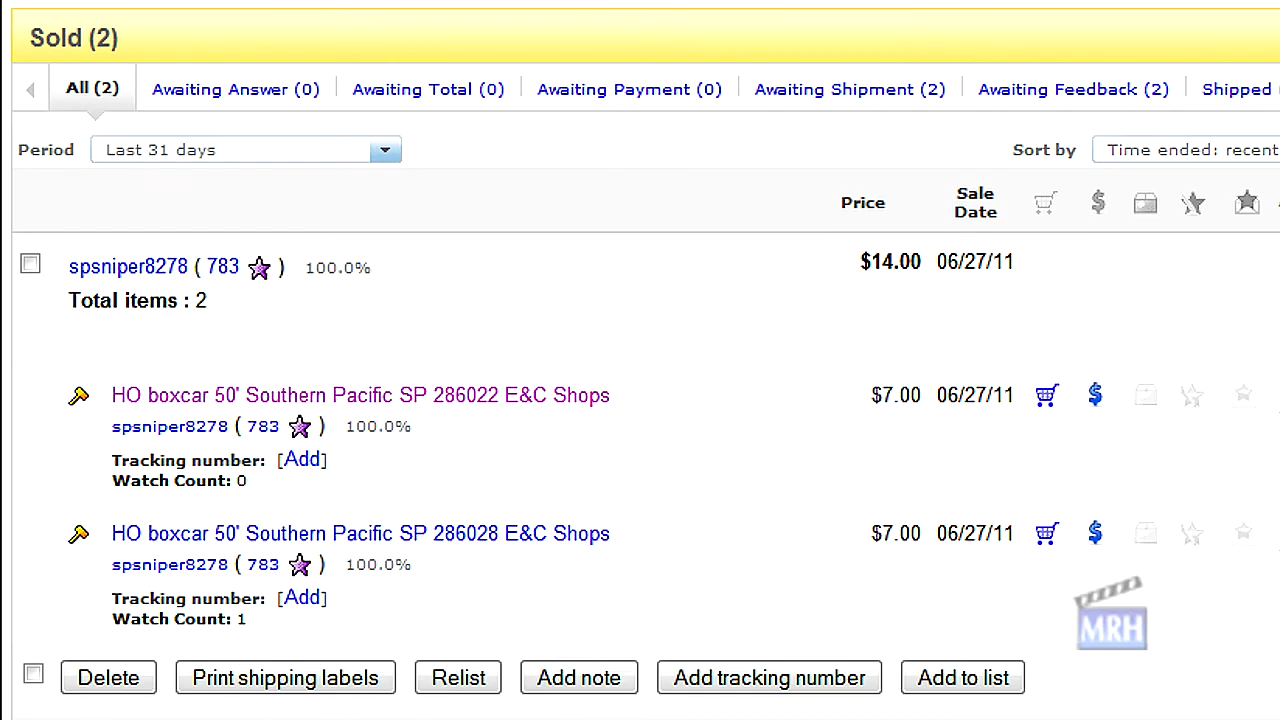 Sold (2)
All (2) Awaiting Answer (0) Awaiting Total (0) Awaiting Payment (0) Awaiting Shipment (2) Awaiting Feedback (2) Shipped
Period Last 31 days Sort by Time ended: recent
Price Sale Date $
spsniper8278 ( 783 ) 100.0% $14.00 06/27/11
Total items : 2
HO boxcar 50' Southern Pacific SP 286022 E&C Shops $7.00 06/27/11 $
spsniper8278 ( 783 ) 100.0%
Tracking number: [Add]
Watch Count: 0
HO boxcar 50' Southern Pacific SP 286028 E&C Shops $7.00 06/27/11 $
spsniper8278 ( 783 ) 100.0%
Tracking number: [Add]
Watch Count: 1
MRH
Delete Print shipping labels Relist Add note Add tracking number Add to list